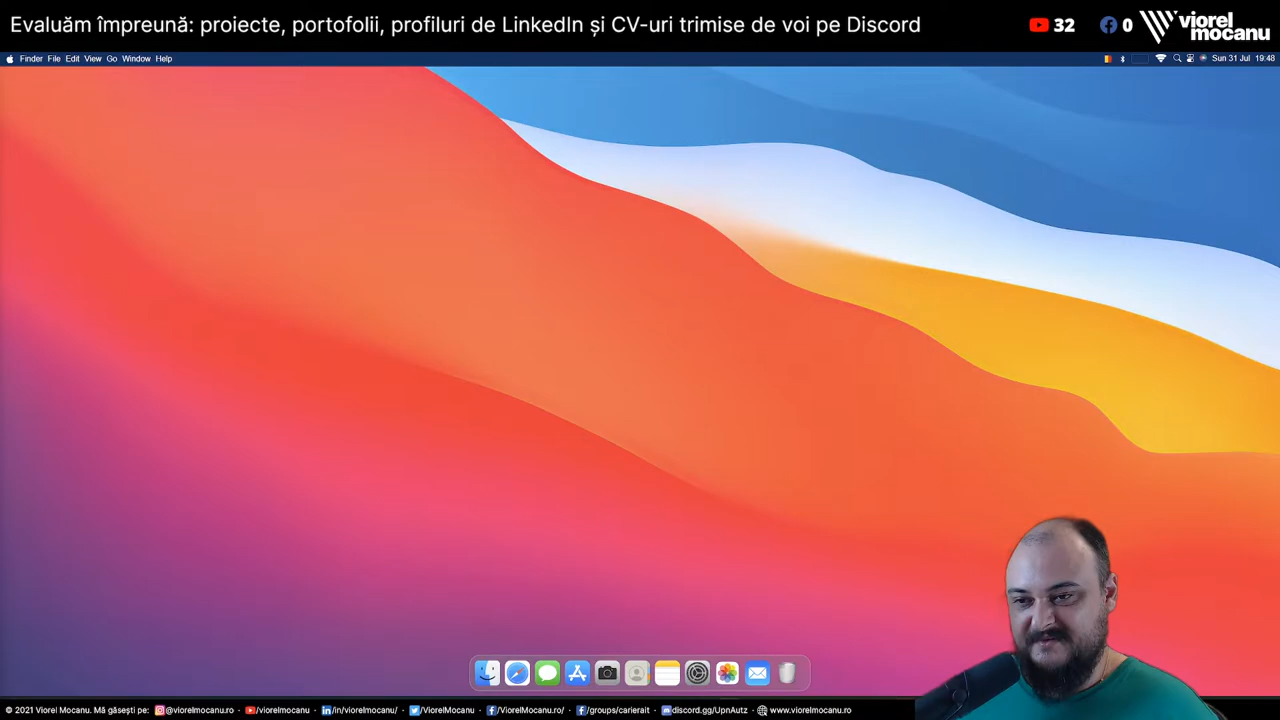 Evaluăm împreună: proiecte, portofolii, profiluri de LinkedIn și CV-uri trimise de voi pe Discord
32
0
viorel
mocanu
Finder File Edit View Go Window Help
Sun 31 Jul 19:48
© 2021 Viorel Mocanu. Mă găsești pe: @viorelmocanu.ro · /viorelmocanu · /in/viorelmocanu/ · /ViorelMocanu · /ViorelMocanu.ro/ · /groups/carierait · discord.gg/UpnAutz · www.viorelmocanu.ro